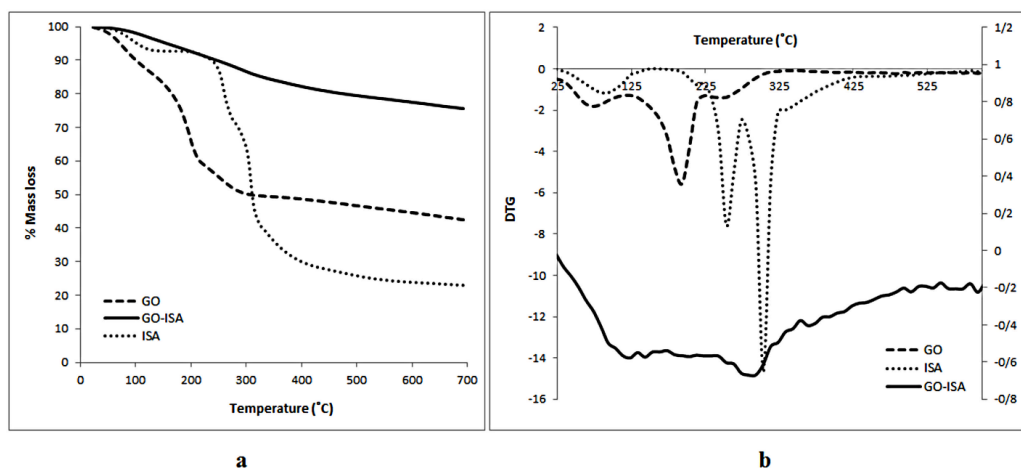 100
90
80
70
60
50
40
30
20
10
0
% Mass loss
GO
GO-ISA
ISA
0 100 200 300 400 500 600 700
Temperature (˚C)
a
2
0
-2
-4
-6
-8
-10
-12
-14
-16
DTG
Temperature (˚C)
25 125 225 325 425 525
1/2
1
0/8
0/6
0/4
0/2
0
-0/2
-0/4
-0/6
-0/8
GO
ISA
GO-ISA
b